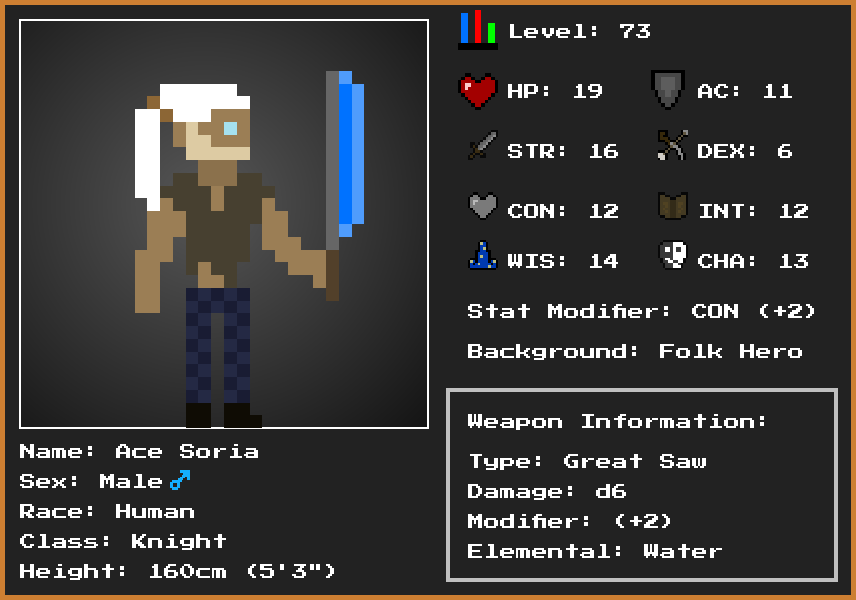 Level: 73
HP: 19
AC: 11
STR: 16
DEX: 6
CON: 12
INT: 12
WIS: 14
CHA: 13
Stat Modifier: CON (+2)
Background: Folk Hero
Name: Ace Soria
Sex: Male♂
Race: Human
Class: Knight
Height: 160cm (5'3")
Weapon Information:
Type: Great Saw
Damage: d6
Modifier: (+2)
Elemental: Water